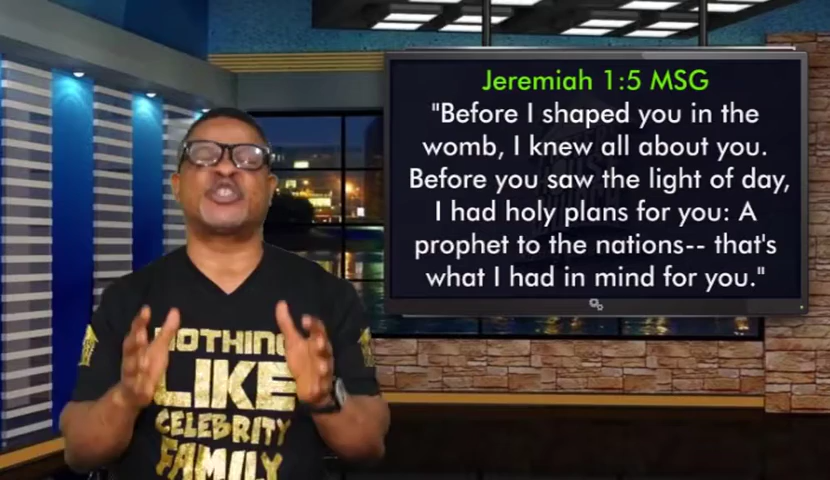 Jeremiah 1:5 MSG
"Before I shaped you in the
womb, I knew all about you.
Before you saw the light of day,
I had holy plans for you: A
prophet to the nations-- that's
what I had in mind for you."
NOTHING
LIKE
CELEBRITY
FAMILY